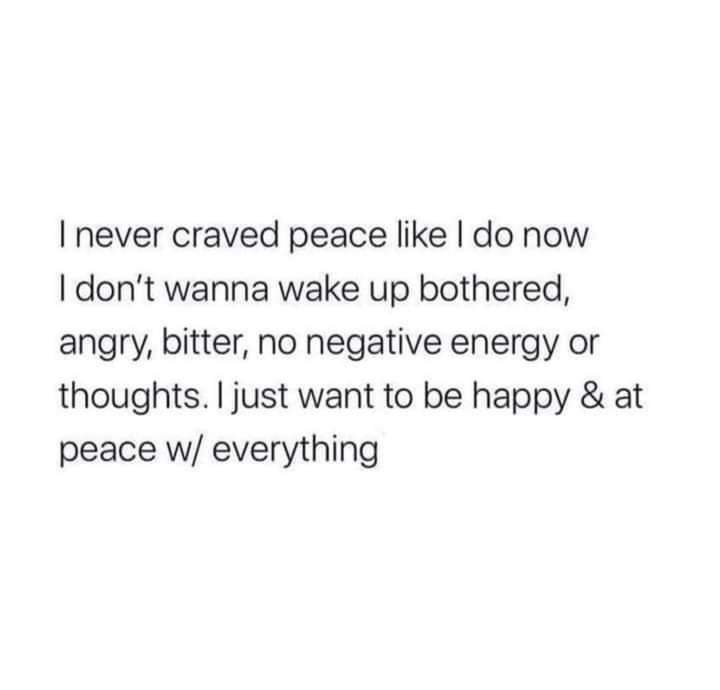 I never craved peace like I do now
I don't wanna wake up bothered,
angry, bitter, no negative energy or
thoughts. I just want to be happy & at
peace w/ everything